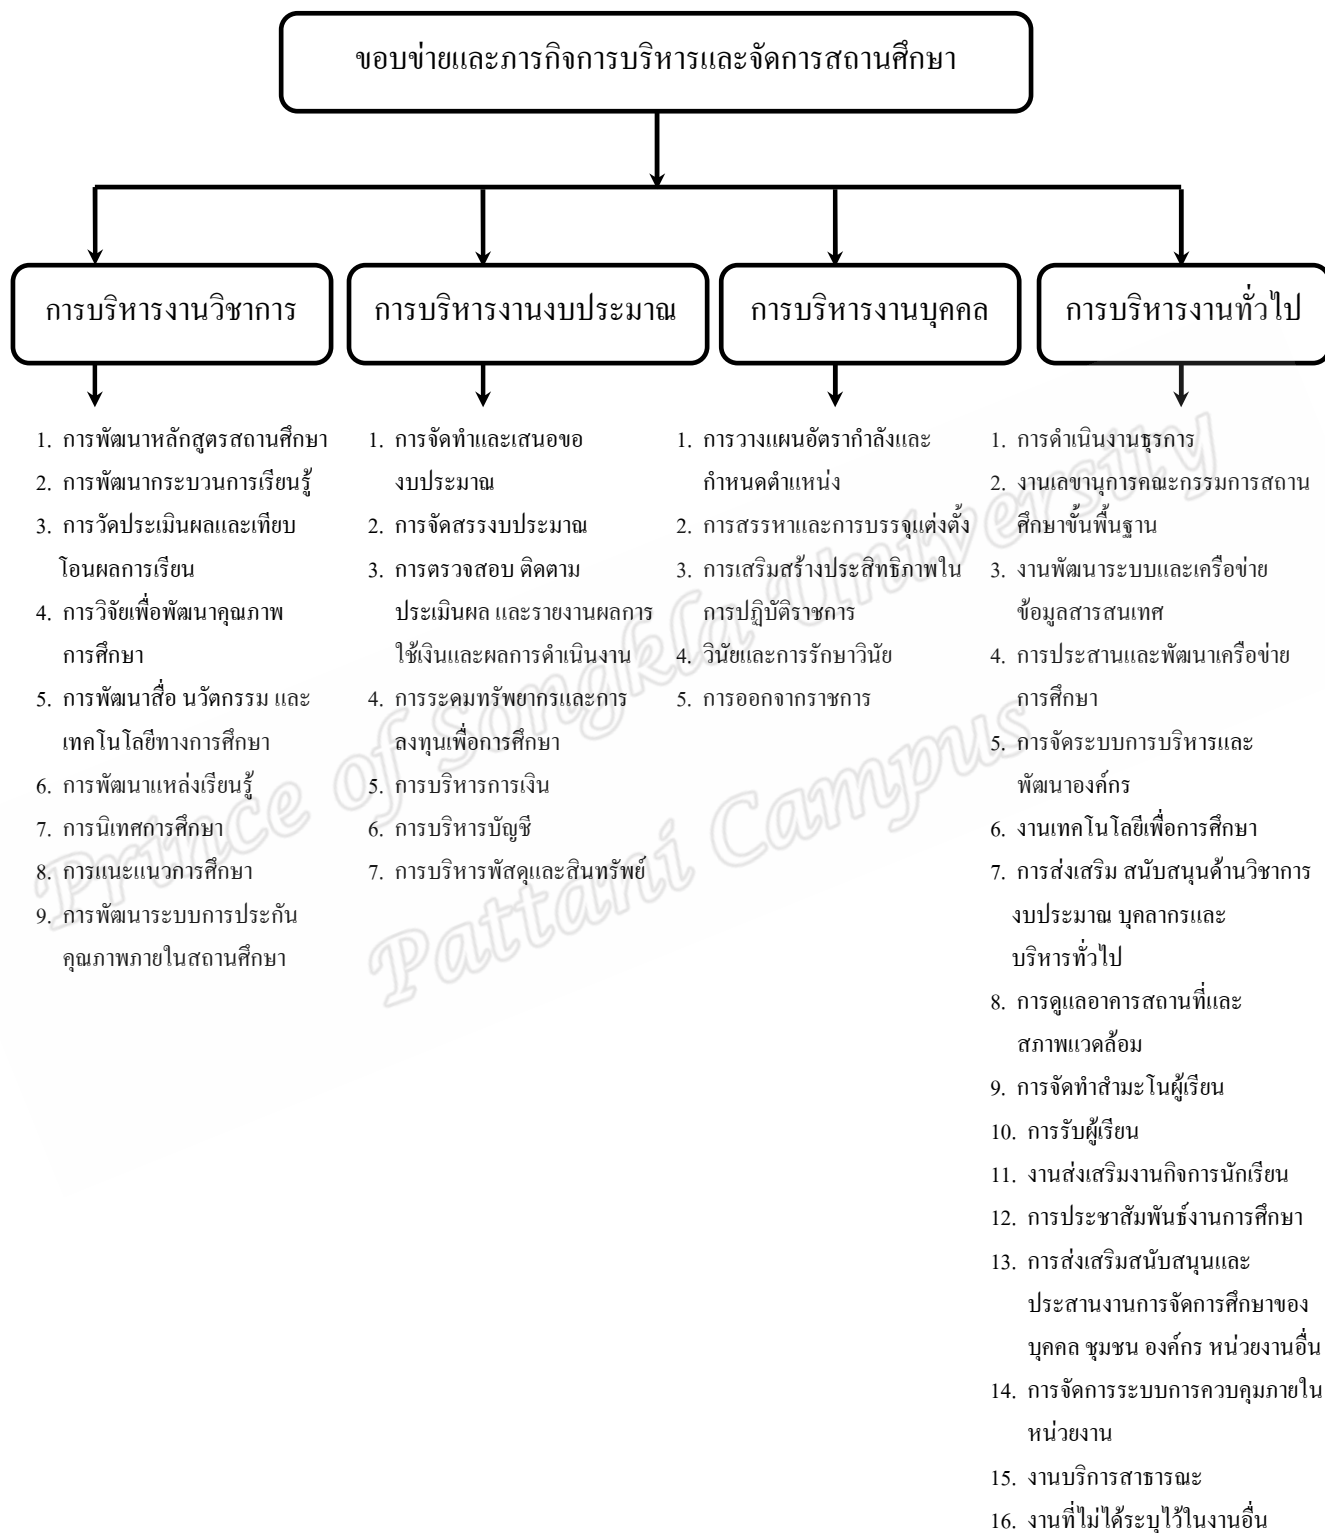 ขอบข่ายและภารกิจการบริหารและจัดการสถานศึกษา
การบริหารงานวิชาการ
1. การพัฒนาหลักสูตรสถานศึกษา
2. การพัฒนากระบวนการเรียนรู้
3. การวัดประเมินผลและเทียบ
โอนผลการเรียน
4. การวิจัยเพื่อพัฒนาคุณภาพ
การศึกษา
5. การพัฒนาสื่อ นวัตกรรม และ
เทคโนโลยีทางการศึกษา
6. การพัฒนาแหล่งเรียนรู้
7. การนิเทศการศึกษา
8. การแนะแนวการศึกษา
9. การพัฒนาระบบการประกัน
คุณภาพภายในสถานศึกษา
การบริหารงานงบประมาณ
1. การจัดทำและเสนอขอ
งบประมาณ
2. การจัดสรรงบประมาณ
3. การตรวจสอบ ติดตาม
ประเมินผล และรายงานผลการ
ใช้เงินและผลการดำเนินงาน
4. การระดมทรัพยากรและการ
ลงทุนเพื่อการศึกษา
5. การบริหารการเงิน
6. การบริหารบัญชี
7. การบริหารพัสดุและสินทรัพย์
การบริหารงานบุคคล
1. การวางแผนอัตรากำลังและ
กำหนดตำแหน่ง
2. การสรรหาและการบรรจุแต่งตั้ง
3. การเสริมสร้างประสิทธิภาพใน
การปฏิบัติราชการ
4. วินัยและการรักษาวินัย
5. การออกจากราชการ
การบริหารงานทั่วไป
1. การดำเนินงานธุรการ
2. งานเลขานุการคณะกรรมการสถาน
ศึกษาขั้นพื้นฐาน
3. งานพัฒนาระบบและเครือข่าย
ข้อมูลสารสนเทศ
4. การประสานและพัฒนาเครือข่าย
การศึกษา
5. การจัดระบบการบริหารและ
พัฒนาองค์กร
6. งานเทคโนโลยีเพื่อการศึกษา
7. การส่งเสริม สนับสนุนด้านวิชาการ
งบประมาณ บุคลากรและ
บริหารทั่วไป
8. การดูแลอาคารสถานที่และ
สภาพแวดล้อม
9. การจัดทำสำมะโนผู้เรียน
10. การรับผู้เรียน
11. งานส่งเสริมงานกิจการนักเรียน
12. การประชาสัมพันธ์งานการศึกษา
13. การส่งเสริมสนับสนุนและ
ประสานงานการจัดการศึกษาของ
บุคคล ชุมชน องค์กร หน่วยงานอื่น
14. การจัดการระบบการควบคุมภายใน
หน่วยงาน
15. งานบริการสาธารณะ
16. งานที่ไม่ได้ระบุไว้ในงานอื่น
Prince of Songkla University
Pattani Campus